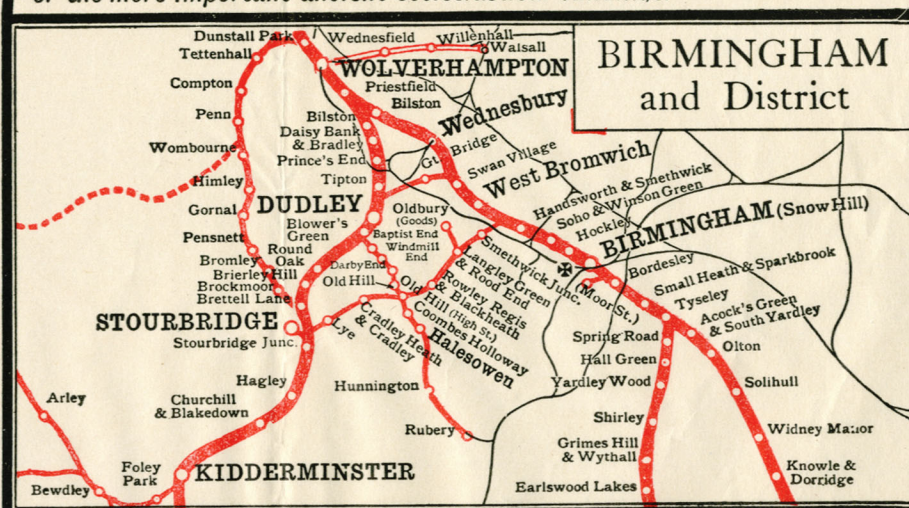 BIRMINGHAM
and District
Dunstall Park
Tettenhall
Compton
Penn
Wombourne
Himley
Gornal
Pensnett
Bromley
Brierley Hill
Brockmoor
Brettell Lane
STOURBRIDGE
Stourbridge Junc.
Hagley
Churchill
& Blakedown
KIDDERMINSTER
Foley
Park
Bewdley
Arley
Wednesfield
Willenhall
Walsall
WOLVERHAMPTON
Priestfield
Bilston
Wednesbury
Bilston
Daisy Bank
& Bradley
Prince's End
Tipton
DUDLEY
Blower's
Green
Round
Oak
Gt. Bridge
Swan Village
West Bromwich
Handsworth & Smethwick
Soho & Winson Green
Hockley
BIRMINGHAM (Snow Hill)
(Moor St.)
Oldbury
(Goods)
Baptist End
Windmill
End
Darby End
Old Hill
Old
Hill (High St.)
Smethwick Junc.
Langley Green
& Rood End
Rowley Regis
& Blackheath
Coombes Holloway
Halesowen
Cradley Heath
& Cradley
Lye
Hunnington
Rubery
Bordesley
Small Heath & Sparkbrook
Tyseley
Acock's Green
& South Yardley
Olton
Solihull
Widney Manor
Knowle &
Dorridge
Spring Road
Hall Green
Yardley Wood
Shirley
Grimes Hill
& Wythall
Earlswood Lakes